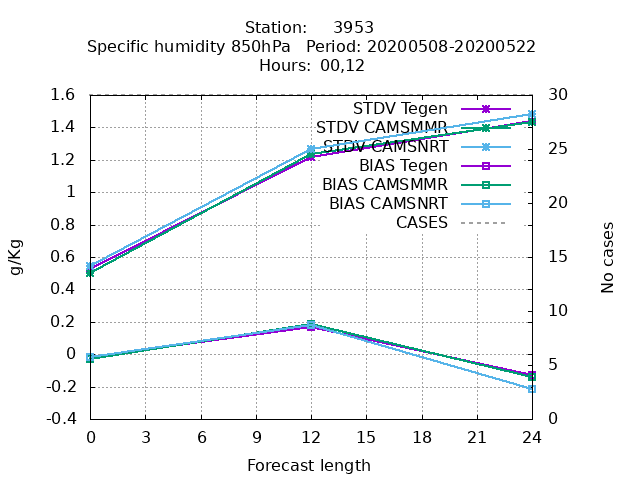 Station: 3953
Specific humidity 850hPa Period: 20200508-20200522
Hours: 00,12
STDV Tegen
STDV CAMSMMR
STDV CAMSNRT
BIAS Tegen
BIAS CAMSMMR
BIAS CAMSNRT
CASES
1.6
1.4
1.2
1
0.8
0.6
0.4
0.2
0
-0.2
-0.4
g/Kg
30
25
20
15
10
5
0
No cases
0 3 6 9 12 15 18 21 24
Forecast length